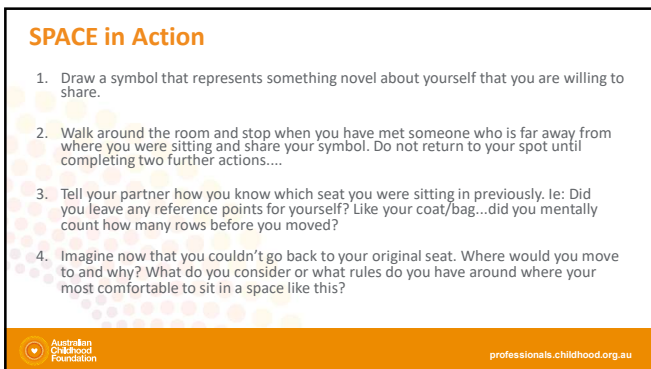 SPACE in Action
1. Draw a symbol that represents something novel about yourself that you are willing to
share.
2. Walk around the room and stop when you have met someone who is far away from
where you were sitting and share your symbol. Do not return to your spot until
completing two further actions....
3. Tell your partner how you know which seat you were sitting in previously. Ie: Did
you leave any reference points for yourself? Like your coat/bag...did you mentally
count how many rows before you moved?
4. Imagine now that you couldn't go back to your original seat. Where would you move
to and why? What do you consider or what rules do you have around where your
most comfortable to sit in a space like this?
Australian
Childhood
Foundation
professionals.childhood.org.au